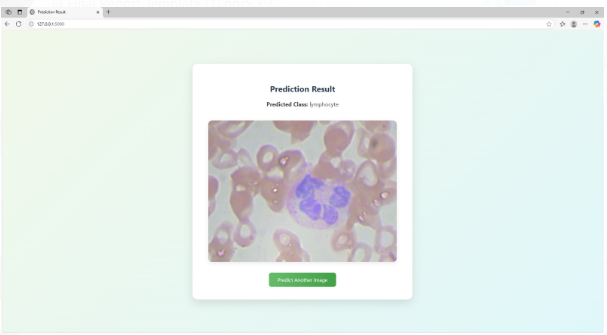 Prediction Result
127.0.0.1:5000
Prediction Result
Predicted Class: lymphocyte
Predict Another Image